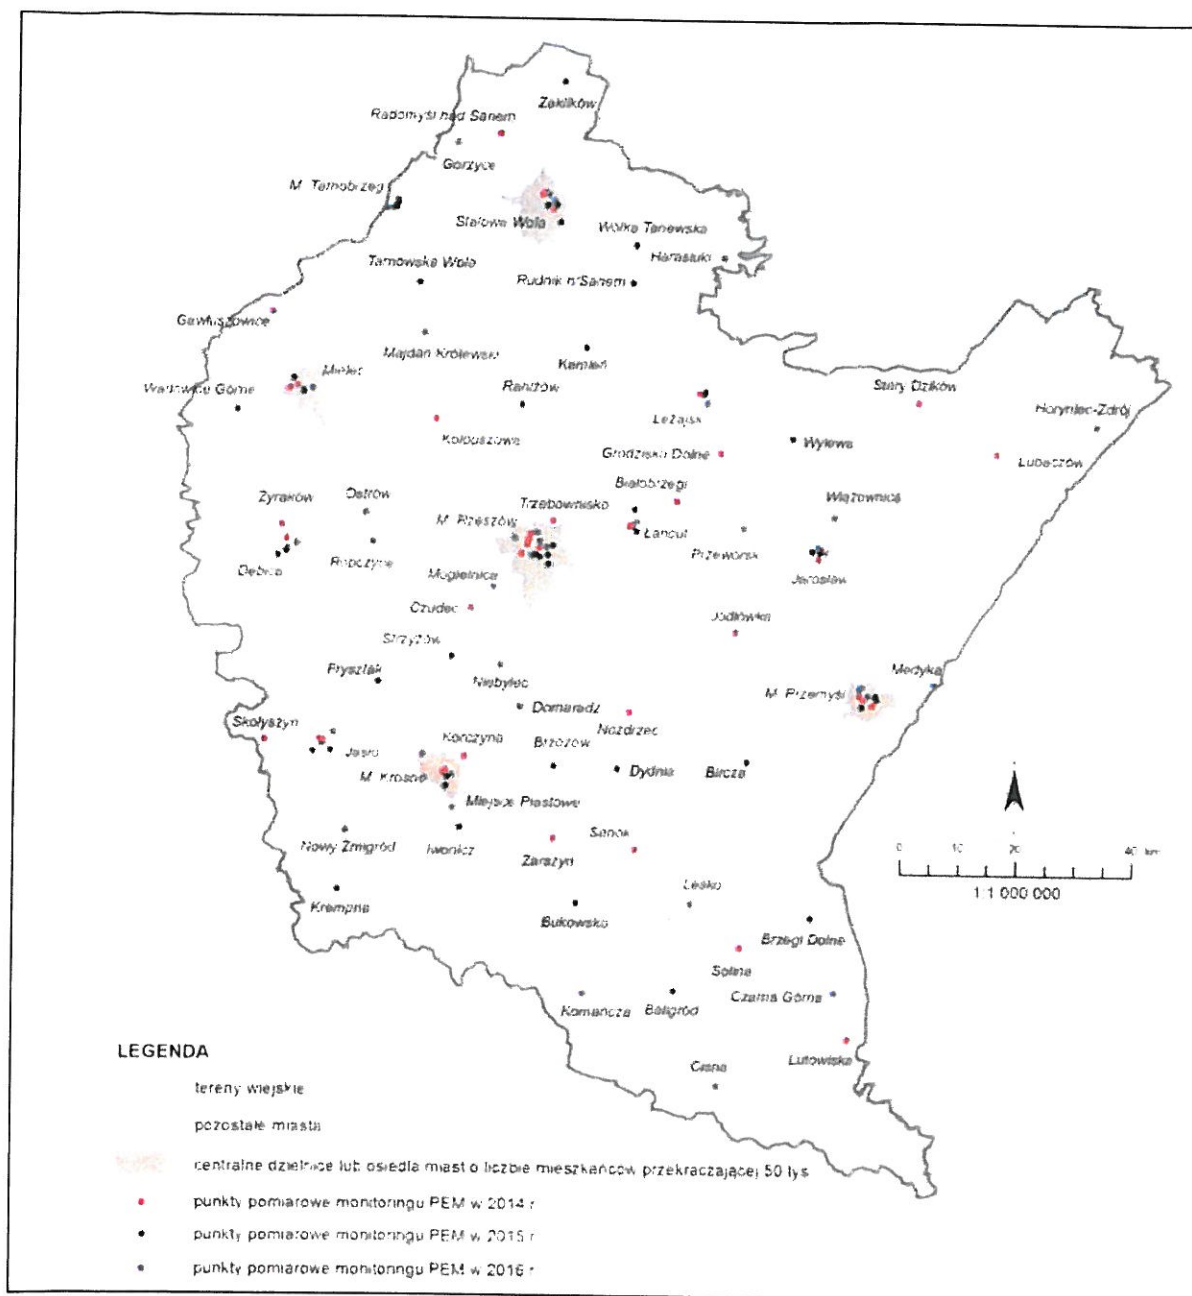 Zaklików
Radomyśl nad Sanem
Gorzyce
M. Tarnobrzeg
Stalowa Wola
Wólka Tanewska
Harasiuki
Tarnowska Wola
Rudnik n/Sanem
Gawłuszowice
Majdan Królewski
Kamień
Mielec
Wadowice Górne
Raniżów
Stary Dzików
Horyniec-Zdrój
Leżajsk
Kolbuszowa
Wylewa
Grodzisko Dolne
Lubaczów
Białobrzegi
Żyraków
Ostrów
Trzebownisko
Wiązownica
M. Rzeszów
Łańcut
Przeworsk
Dębica
Ropczyce
Mogielnica
Jarosław
Czudec
Jodłówka
Strzyżów
Frysztak
Niebylec
Medyka
M. Przemyśl
Domaradz
Skołyszyn
Nozdrzec
Korczyna
Brzozów
Jasło
Dydnia
Bircza
M. Krosno
Miejsce Piastowe
Sanok
Nowy Żmigród
Iwonicz
Zarszyn
0 10 20 40 km
1:1 000 000
Lesko
Krempna
Bukowsko
Brzegi Dolne
Solina
Czarna Górna
Komańcza
Baligród
Lutowiska
Cisna
LEGENDA
tereny wiejskie
pozostałe miasta
centralne dzielnice lub osiedla miast o liczbie mieszkańców przekraczającej 50 tys
punkty pomiarowe monitoringu PEM w 2014 r
punkty pomiarowe monitoringu PEM w 2015 r
punkty pomiarowe monitoringu PEM w 2016 r